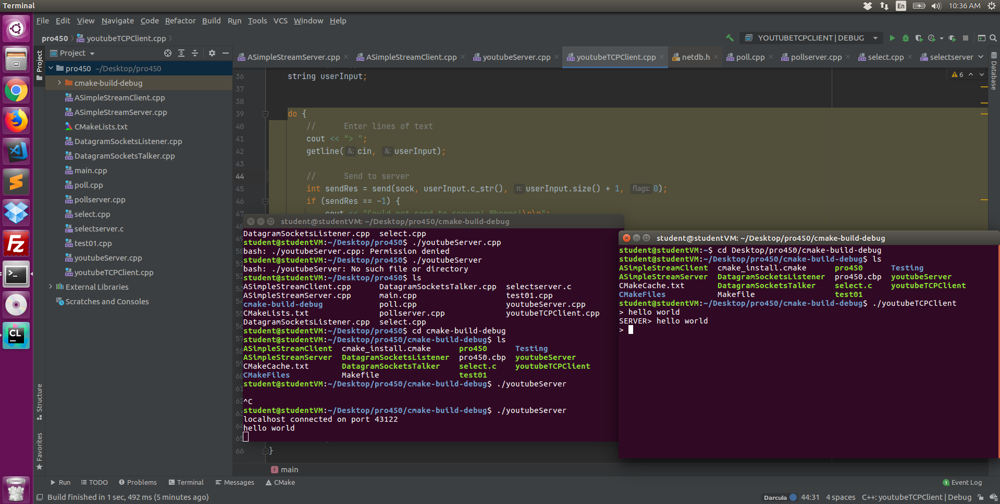 Terminal
En
10:36 AM
File Edit View Navigate Code Refactor Build Run Tools VCS Window Help
pro450 youtubeTCPClient.cpp
YOUTUBETCPCLIENT | DEBUG
Project
Project
ASimpleStreamServer.cpp ASimpleStreamClient.cpp youtubeServer.cpp youtubeTCPClient.cpp netdb.h poll.cpp pollserver.cpp select.cpp selectserver
Database
pro450 ~/Desktop/pro450
cmake-build-debug
ASimpleStreamClient.cpp
ASimpleStreamServer.cpp
CMakeLists.txt
DatagramSocketsListener.cpp
DatagramSocketsTalker.cpp
main.cpp
poll.cpp
pollserver.cpp
select.cpp
selectserver.c
test01.cpp
youtubeServer.cpp
youtubeTCPClient.cpp
External Libraries
Scratches and Consoles
Structure
Favorites
6
36 string userInput;
37
38
39 do {
40 // Enter lines of text
41 cout << "> ";
42 getline( &: cin, &: userInput);
43
44 // Send to server
45 int sendRes = send(sock, userInput.c_str(), n: userInput.size() + 1, flags: 0);
46 if (sendRes == -1) {
47 cout << "Could not send to server! Whoops!\n\n";
66 }
main
student@studentVM: ~/Desktop/pro450/cmake-build-debug
DatagramSocketsListener.cpp select.cpp
student@studentVM:~/Desktop/pro450$ ./youtubeServer.cpp
bash: ./youtubeServer.cpp: Permission denied
student@studentVM:~/Desktop/pro450$ ./youtubeServer
bash: ./youtubeServer: No such file or directory
student@studentVM:~/Desktop/pro450$ ls
ASimpleStreamClient.cpp DatagramSocketsTalker.cpp selectserver.c
ASimpleStreamServer.cpp main.cpp test01.cpp
cmake-build-debug poll.cpp youtubeServer.cpp
CMakeLists.txt pollserver.cpp youtubeTCPClient.cpp
DatagramSocketsListener.cpp select.cpp
student@studentVM:~/Desktop/pro450$ cd cmake-build-debug
student@studentVM:~/Desktop/pro450/cmake-build-debug$ ls
ASimpleStreamClient cmake_install.cmake pro450 Testing
ASimpleStreamServer DatagramSocketsListener pro450.cbp youtubeServer
CMakeCache.txt DatagramSocketsTalker select.c youtubeTCPClient
CMakeFiles Makefile test01
student@studentVM:~/Desktop/pro450/cmake-build-debug$ ./youtubeServer
^C
student@studentVM:~/Desktop/pro450/cmake-build-debug$ ./youtubeServer
localhost connected on port 43122
hello world
student@studentVM: ~/Desktop/pro450/cmake-build-debug
student@studentVM:~$ cd Desktop/pro450/cmake-build-debug
student@studentVM:~/Desktop/pro450/cmake-build-debug$ ls
ASimpleStreamClient cmake_install.cmake pro450 Testing
ASimpleStreamServer DatagramSocketsListener pro450.cbp youtubeServer
CMakeCache.txt DatagramSocketsTalker select.c youtubeTCPClient
CMakeFiles Makefile test01
student@studentVM:~/Desktop/pro450/cmake-build-debug$ ./youtubeTCPClient
> hello world
SERVER> hello world
>
Run TODO Problems Terminal Messages CMake
1 Event Log
Build finished in 1 sec, 492 ms (5 minutes ago)
Darcula 44:31 4 spaces C++: youtubeTCPClient | Debug